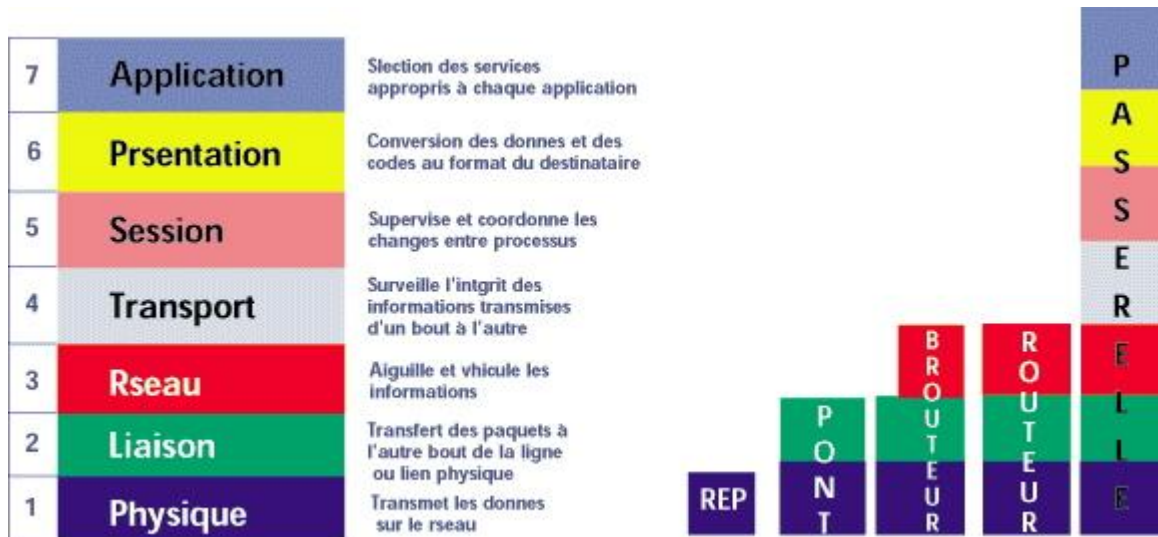 7
Application
Slection des services
appropris à chaque application
6
Prsentation
Conversion des donnes et des
codes au format du destinataire
5
Session
Supervise et coordonne les
changes entre processus
4
Transport
Surveille l'intgrit des
informations transmises
d'un bout à l'autre
3
Rseau
Aiguille et vhicule les
informations
2
Liaison
Transfert des paquets à
l'autre bout de la ligne
ou lien physique
1
Physique
Transmet les donnes
sur le rseau
REP
PONT
BROUTEUR
ROUTEUR
PASSERELLE